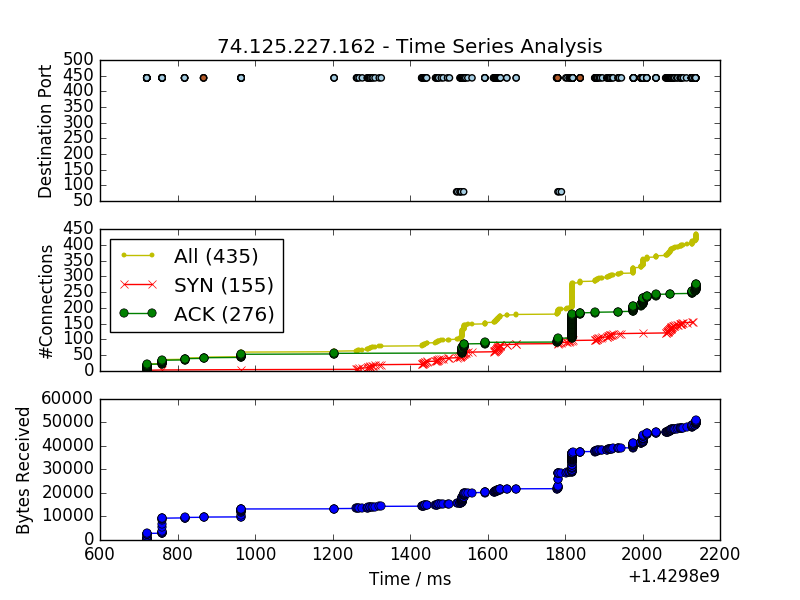 74.125.227.162 - Time Series Analysis
Destination Port
500
450
400
350
300
250
200
150
100
50
#Connections
450
400
350
300
250
200
150
100
50
0
All (435)
SYN (155)
ACK (276)
Bytes Received
60000
50000
40000
30000
20000
10000
0
600 800 1000 1200 1400 1600 1800 2000 2200
Time / ms
+1.4298e9